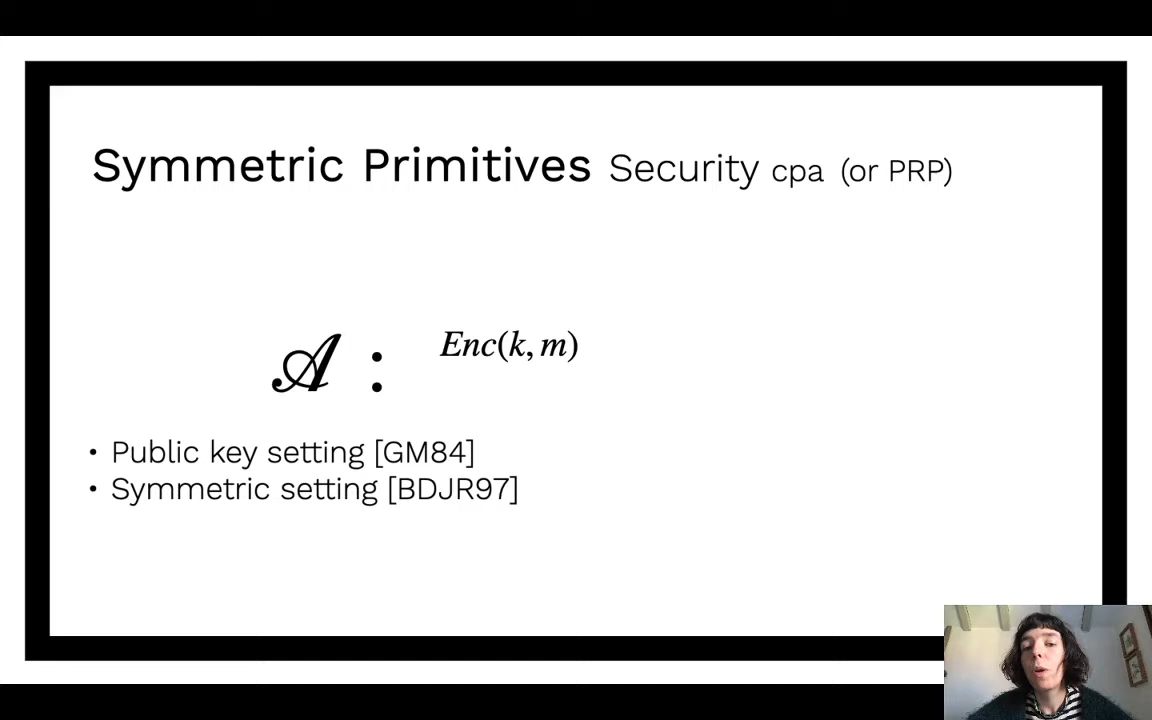 Symmetric Primitives Security cpa (or PRP)
𝒜 : Enc(k, m)
• Public key setting [GM84]
• Symmetric setting [BDJR97]